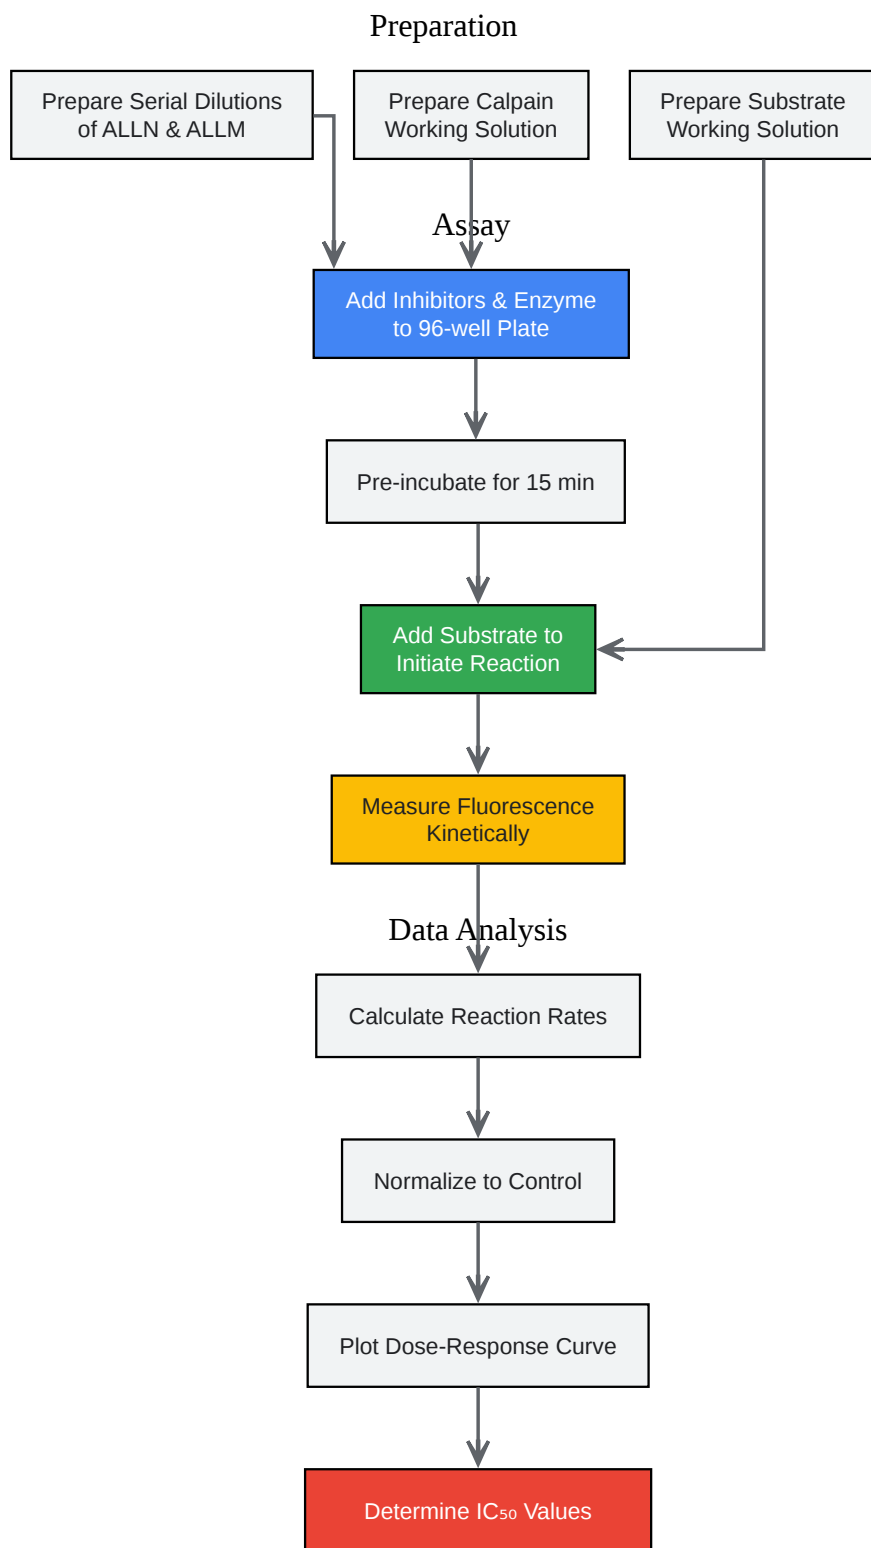 Preparation
Prepare Serial Dilutions
of ALLN & ALLM
Prepare Calpain
Working Solution
Prepare Substrate
Working Solution
Assay
Add Inhibitors & Enzyme
to 96-well Plate
Pre-incubate for 15 min
Add Substrate to
Initiate Reaction
Measure Fluorescence
Kinetically
Data Analysis
Calculate Reaction Rates
Normalize to Control
Plot Dose-Response Curve
Determine IC₅₀ Values